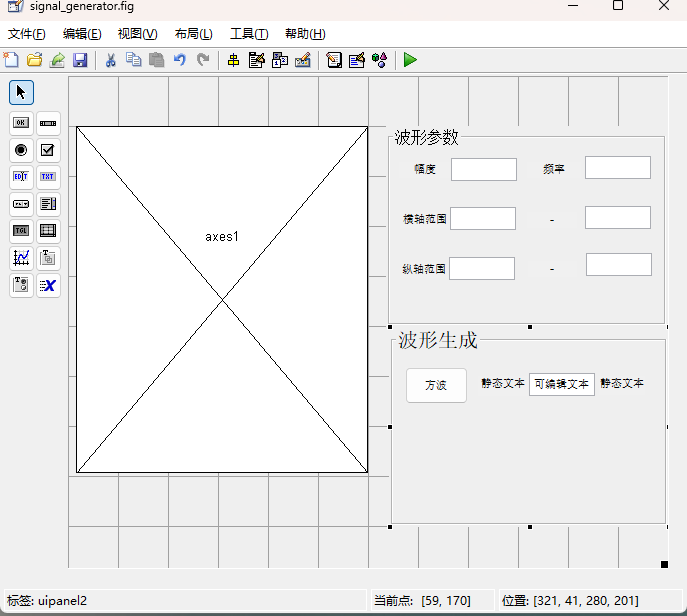 signal_generator.fig
文件(F) 编辑(E) 视图(V) 布局(L) 工具(T) 帮助(H)
OK
EDIT TXT
TGL
axes1
波形参数
幅度 频率
横轴范围 -
纵轴范围 -
波形生成
方波 静态文本 可编辑文本 静态文本
标签: uipanel2 当前点: [59, 170] 位置: [321, 41, 280, 201]